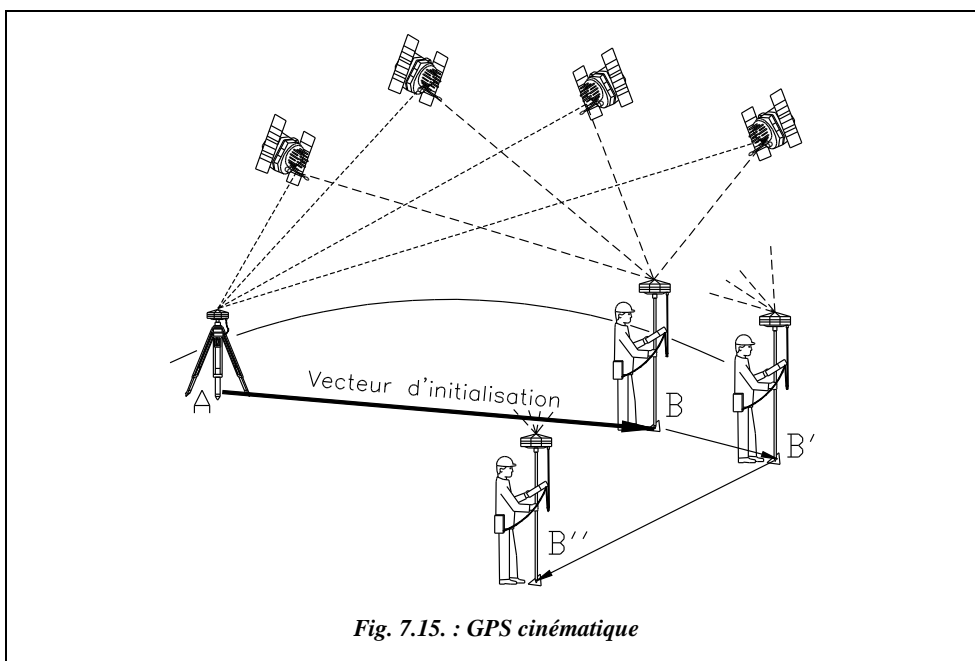 Vecteur d'initialisation
A
B
B'
B''
Fig. 7.15. : GPS cinématique